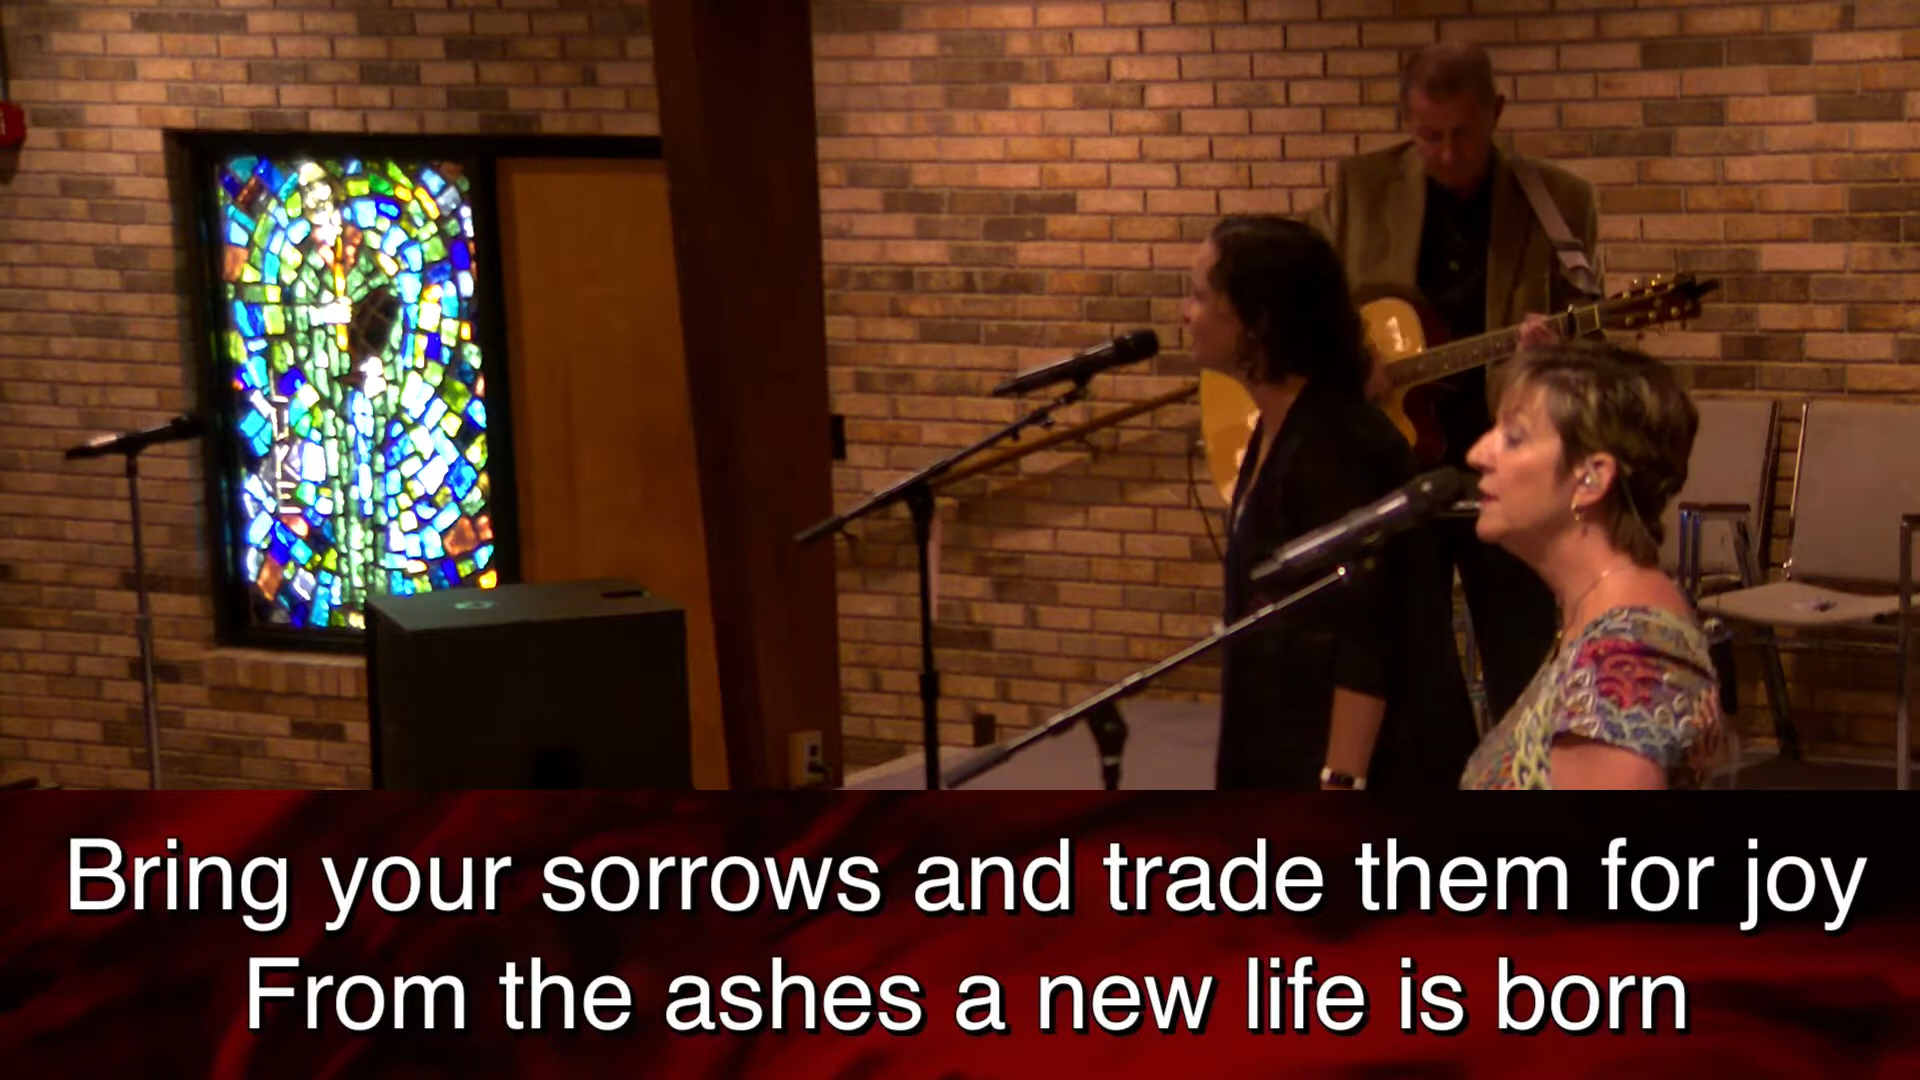 Bring your sorrows and trade them for joy
From the ashes a new life is born